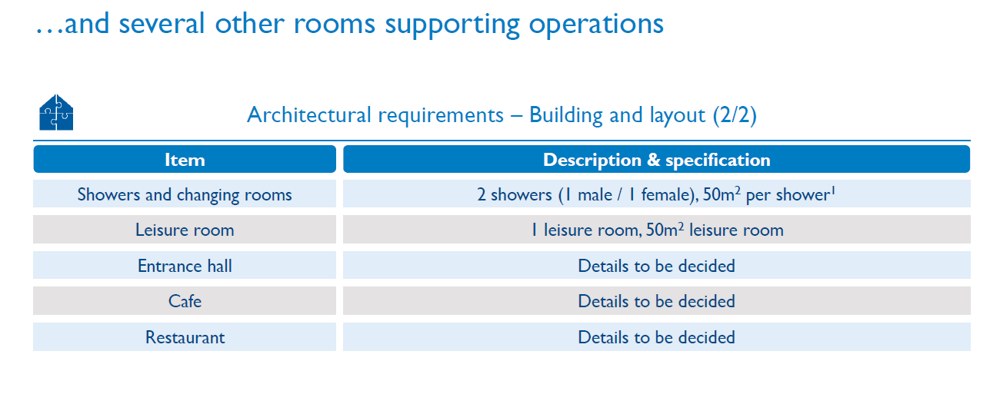 …and several other rooms supporting operations
Architectural requirements – Building and layout (2/2)
Item
Description & specification
Showers and changing rooms
2 showers (1 male / 1 female), 50m² per shower¹
Leisure room
1 leisure room, 50m² leisure room
Entrance hall
Details to be decided
Cafe
Details to be decided
Restaurant
Details to be decided